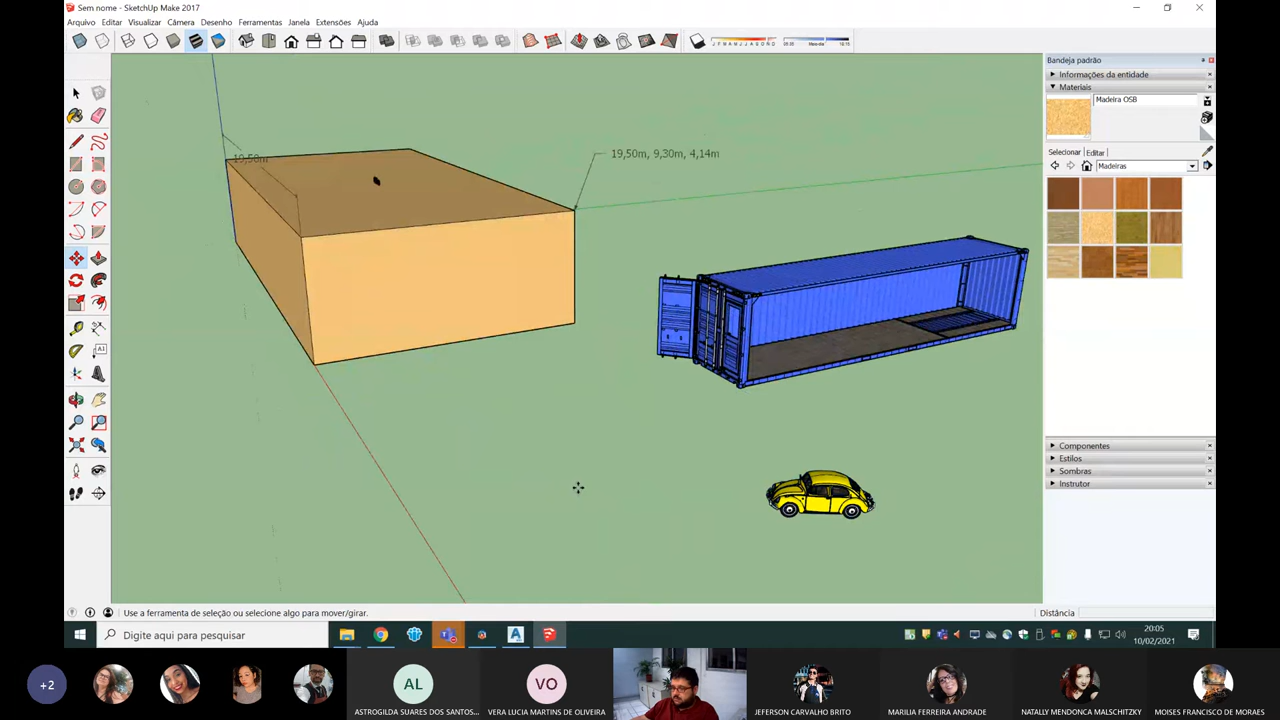 Sem nome - SketchUp Make 2017
Arquivo Editar Visualizar Câmera Desenho Ferramentas Janela Extensões Ajuda
J F M A M J J A S O N D
Meio-dia
Bandeja padrão
Informações da entidade
Materiais
Madeira OSB
Selecionar Editar
Madeiras
19,50m
19,50m, 9,30m, 4,14m
Componentes
Estilos
Sombras
Instrutor
Use a ferramenta de seleção ou selecione algo para mover/girar.
Distância
Digite aqui para pesquisar
20:05
10/02/2021
+2
AL
VO
ASTROGILDA SUARES DOS SANTOS...
VERA LUCIA MARTINS DE OLIVEIRA
JEFERSON CARVALHO BRITO
MARILIA FERREIRA ANDRADE
NATALLY MENDONCA MALSCHITZKY
MOISES FRANCISCO DE MORAES